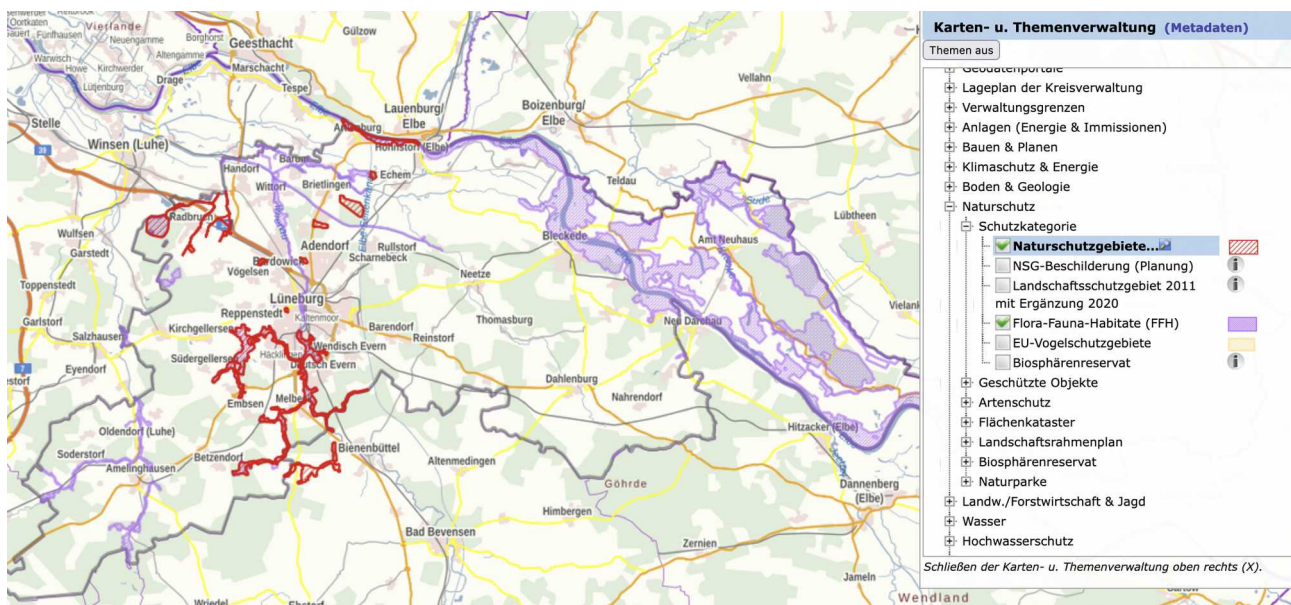 Vierlande
Borghorst
Neuengamme
Altengamme
Geesthacht
Gülzow
Warwisch
Howe
Kirchwerder
Marschacht
Drage
Tespe
Vellahn
Stelle
Lauenburg/
Elbe
Boizenburg/
Elbe
39
Winsen (Luhe)
Hohnstorf (Elbe)
Handorf
Barum
Echem
Wittorf
Brietlingen
Teldau
Sude
Radbruch
Lübtheen
Wulfsen
Adendorf
Bleckede
Amt Neuhaus
Garstedt
Bardowick
Rullstorf
Scharnebeck
Vögelsen
Neetze
Toppenstedt
Lüneburg
Reppenstedt
Garlstorf
Kirchgellersen
Kaltenmoor
Barendorf
Thomasburg
Neu Darchau
Salzhausen
Reinstorf
Wendisch Evern
Südergellersen
Häcklingen
7
Eyendorf
Deutsch Evern
Dahlenburg
Embsen
Melbeck
Nahrendorf
Oldendorf (Luhe)
Hitzacker (Elbe)
Soderstorf
Betzendorf
Bienenbüttel
Amelinghausen
Altenmedingen
Göhrde
Dannenberg
(Elbe)
Himbergen
Bad Bevensen
Zernien
Jameln
Wriedel
Ebstorf
Wendland
Karten- u. Themenverwaltung (Metadaten)
Themen aus
Geodatenportale
Lageplan der Kreisverwaltung
Verwaltungsgrenzen
Anlagen (Energie & Immissionen)
Bauen & Planen
Klimaschutz & Energie
Boden & Geologie
Naturschutz
Schutzkategorie
Naturschutzgebiete...
NSG-Beschilderung (Planung)
Landschaftsschutzgebiet 2011
mit Ergänzung 2020
Flora-Fauna-Habitate (FFH)
EU-Vogelschutzgebiete
Biosphärenreservat
Geschützte Objekte
Artenschutz
Flächenkataster
Landschaftsrahmenplan
Biosphärenreservat
Naturparke
Landw./Forstwirtschaft & Jagd
Wasser
Hochwasserschutz
Schließen der Karten- u. Themenverwaltung oben rechts (X).